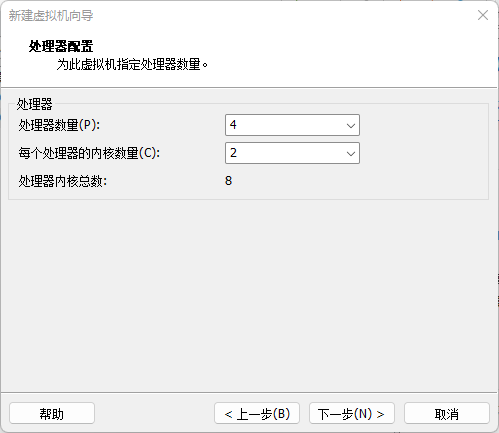 新建虚拟机向导
处理器配置
为此虚拟机指定处理器数量。
处理器
处理器数量(P): 4
每个处理器的内核数量(C): 2
处理器内核总数: 8
帮助 < 上一步(B) 下一步(N) > 取消